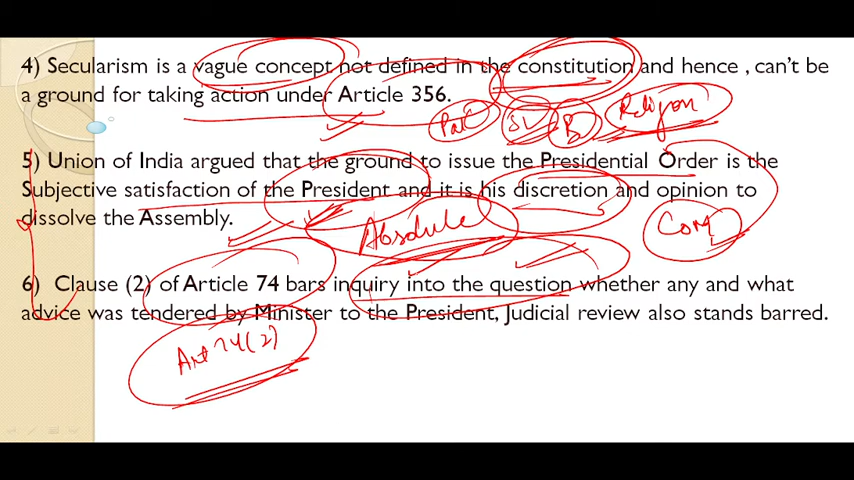 4) Secularism is a vague concept not defined in the constitution and hence , can't be
a ground for taking action under Article 356.
Pak SL B Religion
5) Union of India argued that the ground to issue the Presidential Order is the
Subjective satisfaction of the President and it is his discretion and opinion to
dissolve the Assembly.
Absolute
6) Clause (2) of Article 74 bars inquiry into the question whether any and what
advice was tendered by Minister to the President, Judicial review also stands barred.
Art 74(2)